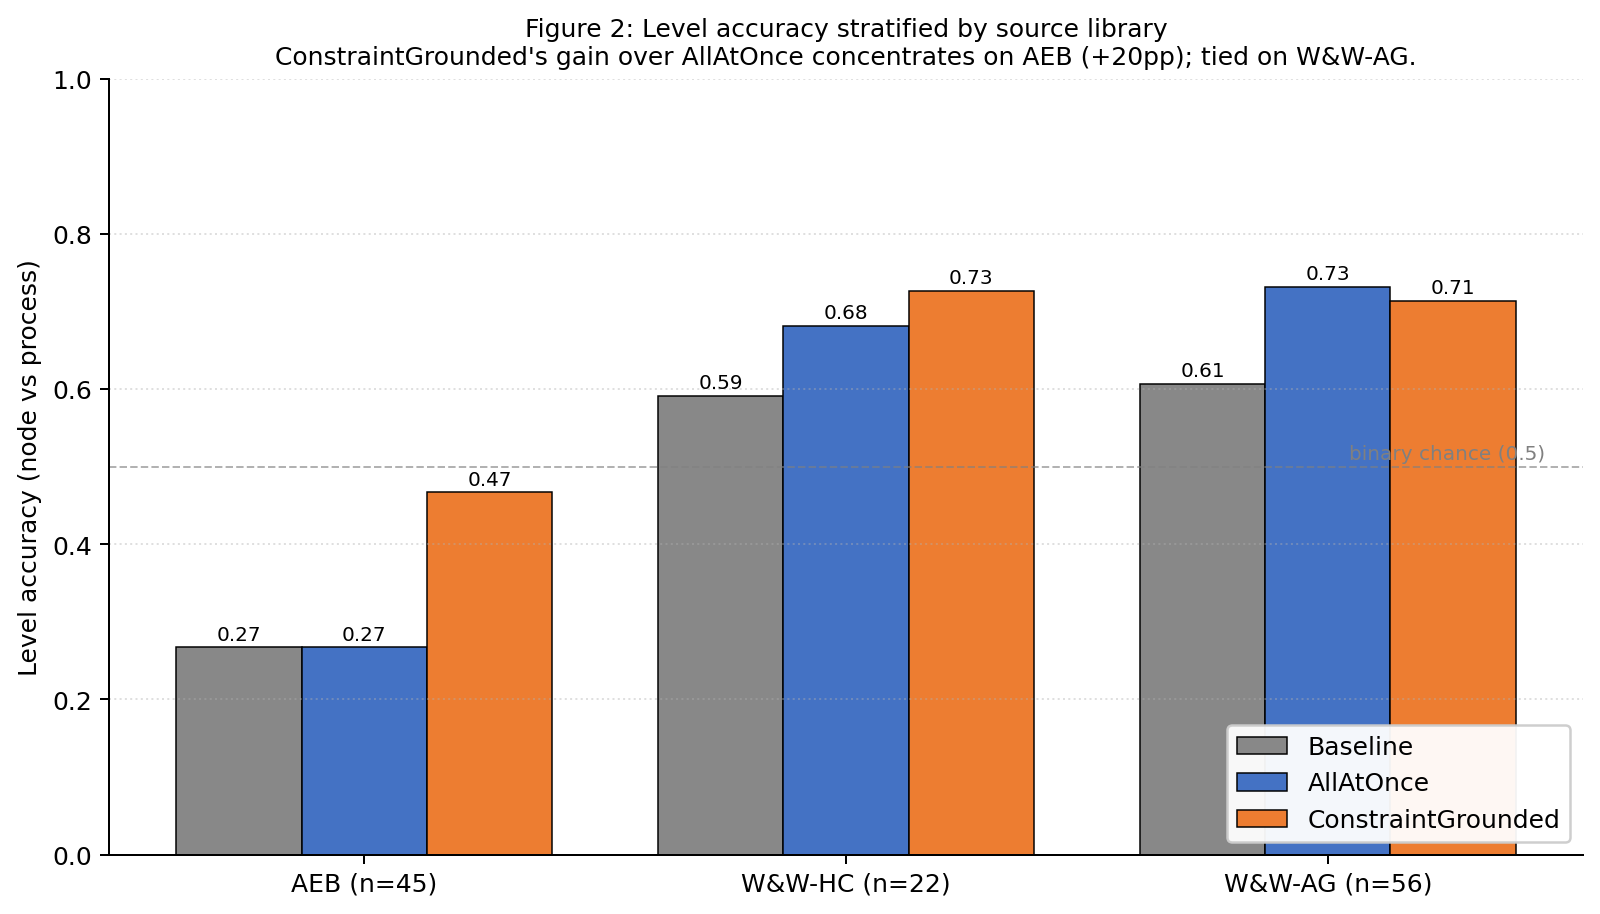 Figure 2: Level accuracy stratified by source library
ConstraintGrounded's gain over AllAtOnce concentrates on AEB (+20pp); tied on W&W-AG.
Level accuracy (node vs process)
1.0
0.8
0.6
0.4
0.2
0.0
0.27
0.27
0.47
0.59
0.68
0.73
0.61
0.73
0.71
binary chance (0.5)
Baseline
AllAtOnce
ConstraintGrounded
AEB (n=45)
W&W-HC (n=22)
W&W-AG (n=56)